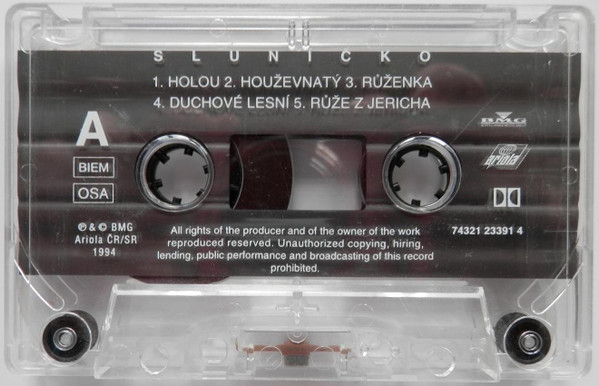 SLUNÍČKO
1. HOLOU 2. HOUŽEVNATÝ 3. RŮŽENKA
4. DUCHOVÉ LESNÍ 5. RŮŽE Z JERICHA
A
BIEM
OSA
BMG
ariola
℗ & © BMG
Ariola ČR/SR
1994
All rights of the producer and of the owner of the work
reproduced reserved. Unauthorized copying, hiring,
lending, public performance and broadcasting of this record
prohibited.
74321 23391 4